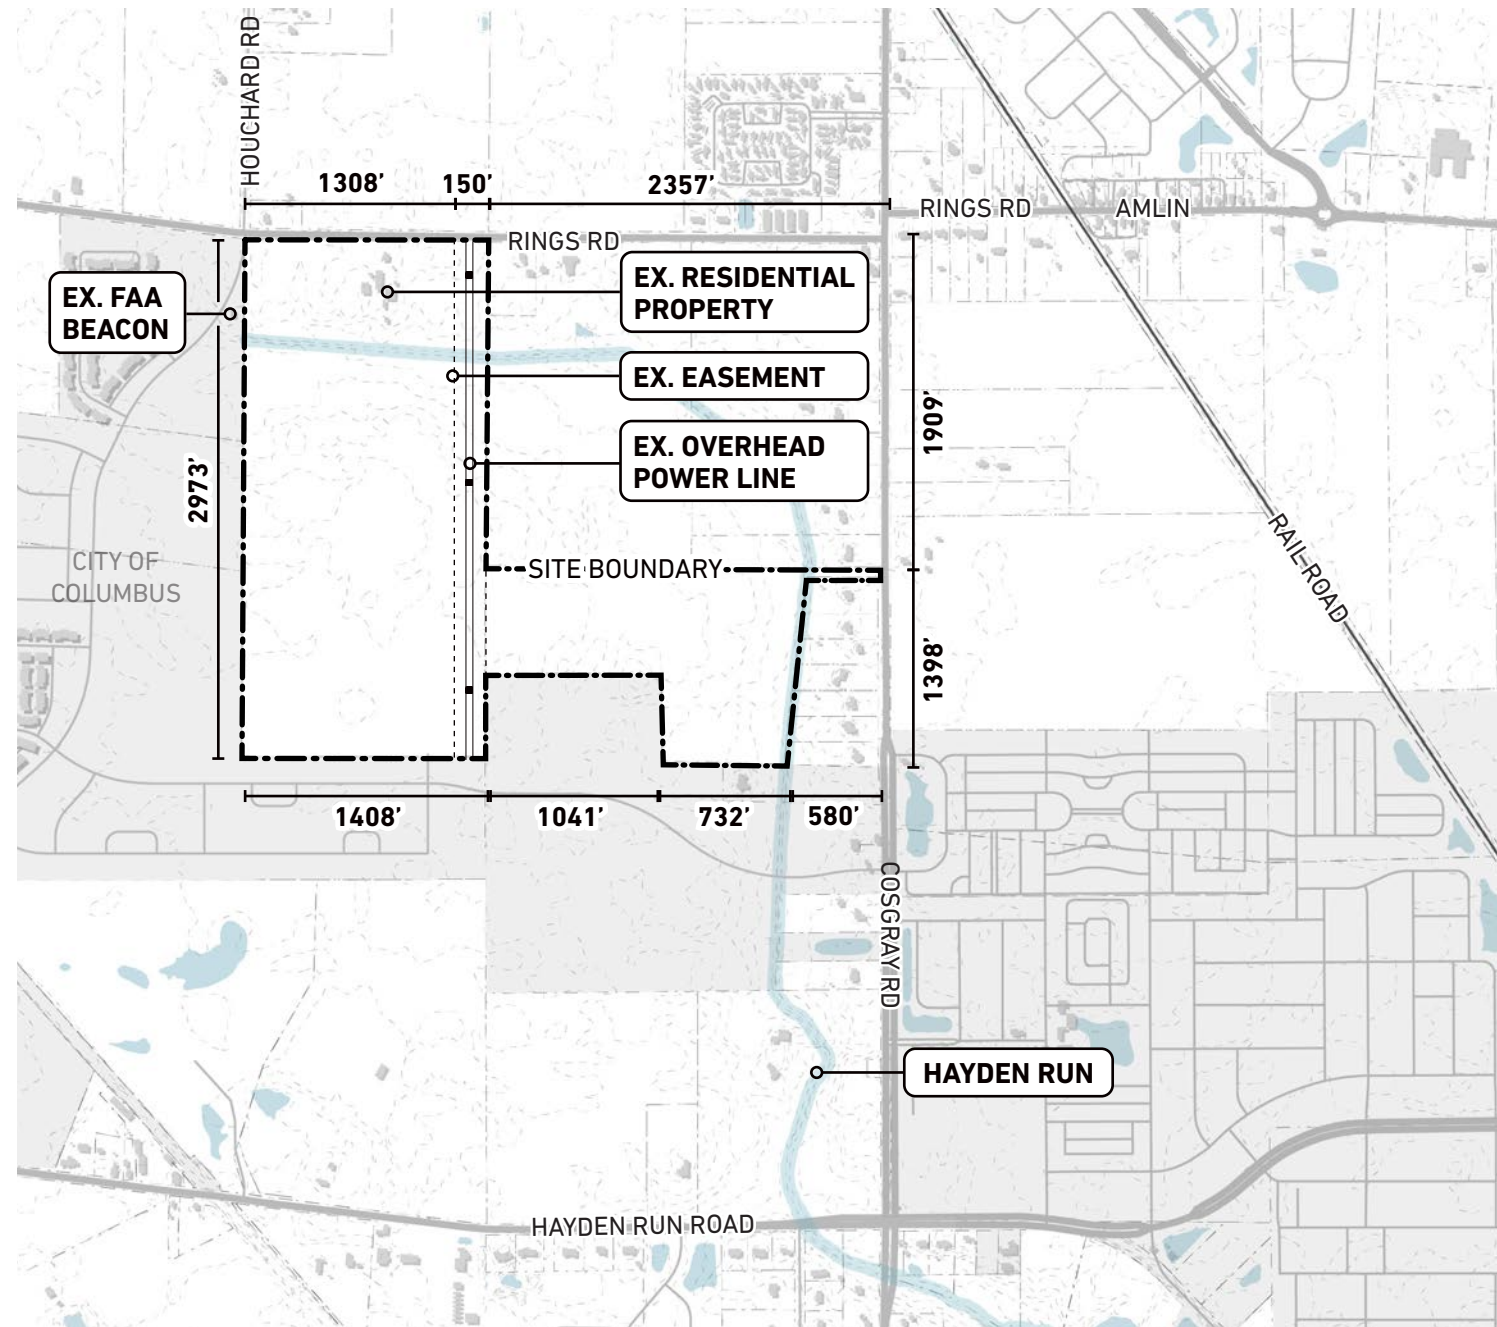 HOUCHARD RD
1308’
150’
2357’
RINGS RD
AMLIN
RINGS RD
EX. RESIDENTIAL
PROPERTY
EX. FAA
BEACON
EX. EASEMENT
EX. OVERHEAD
POWER LINE
1909’
2973’
RAIL ROAD
CITY OF
COLUMBUS
SITE BOUNDARY
1398’
1408’
1041’
732’
580’
COSGRAY RD
HAYDEN RUN
HAYDEN RUN ROAD